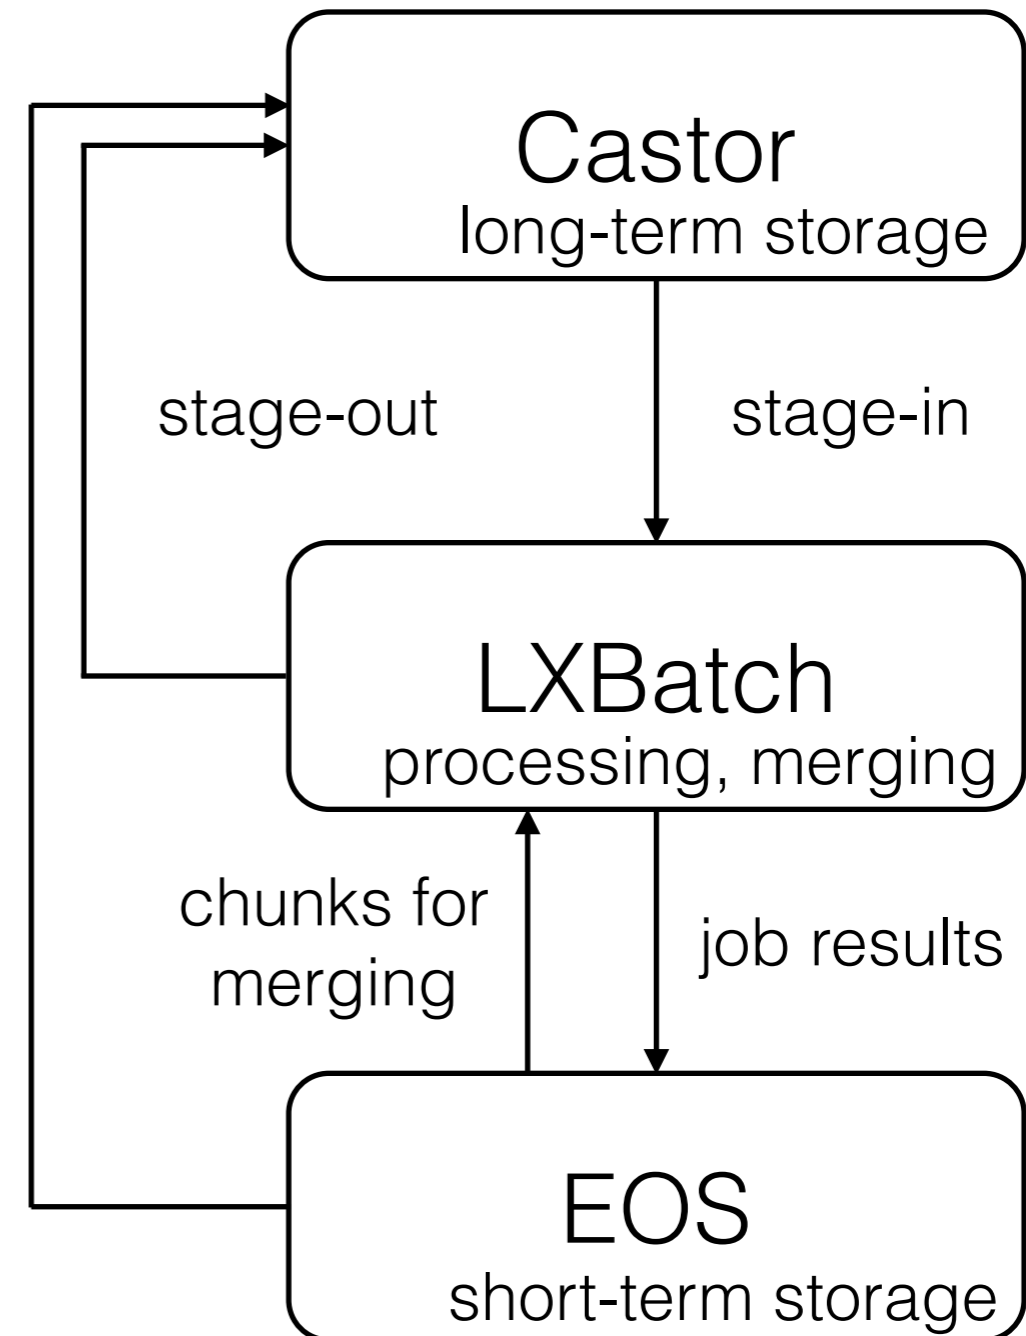 Castor
long-term storage
stage-out
stage-in
LXBatch
processing, merging
chunks for
merging
job results
EOS
short-term storage